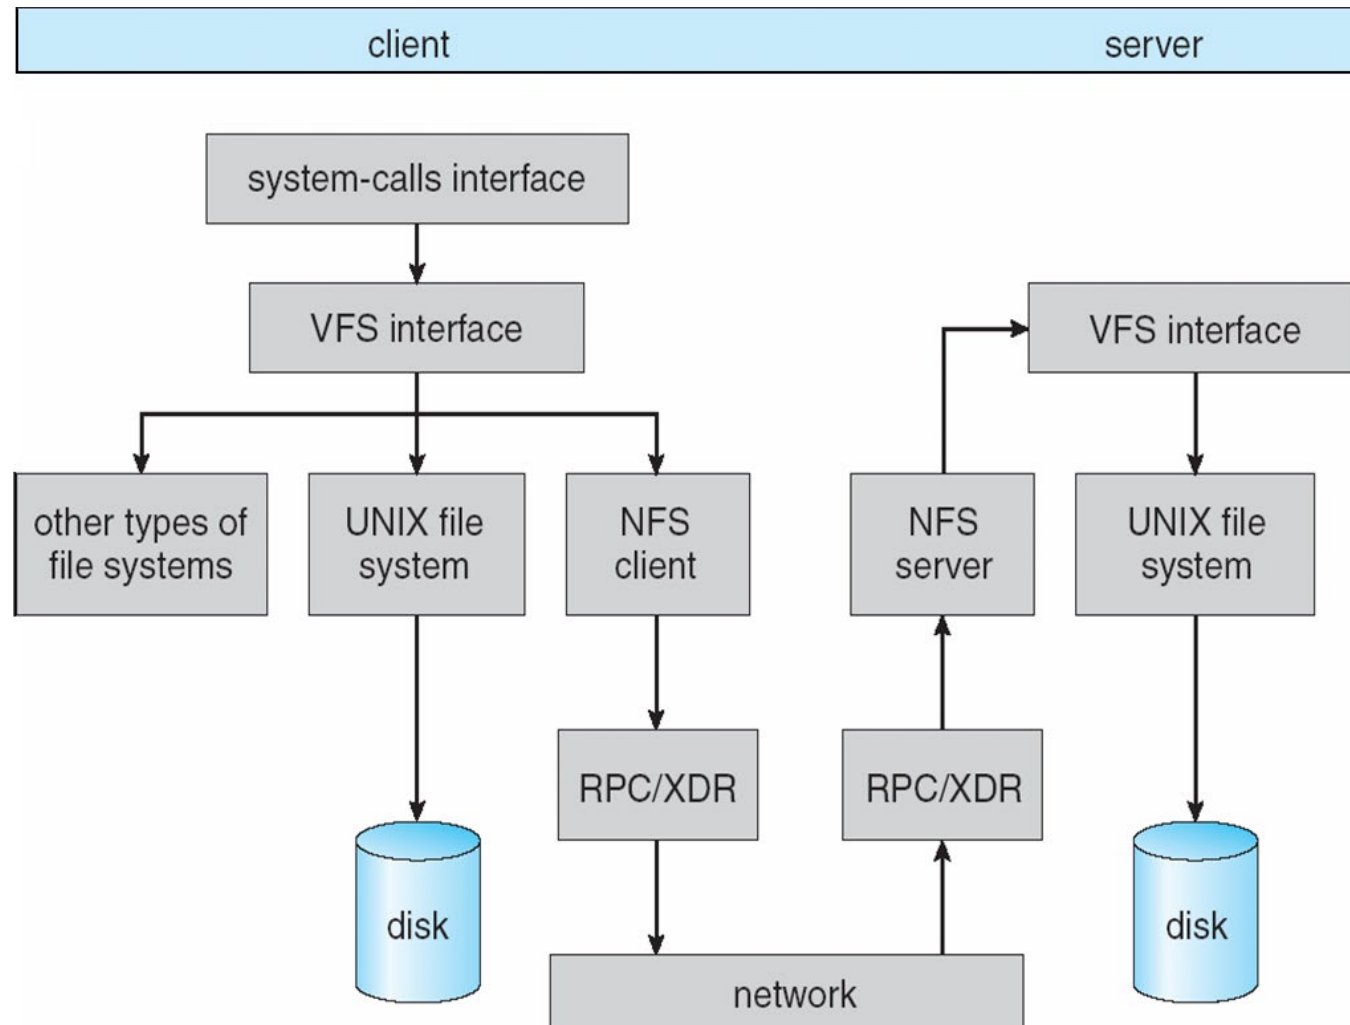 client
server
system-calls interface
VFS interface
VFS interface
other types of
file systems
UNIX file
system
NFS
client
NFS
server
UNIX file
system
RPC/XDR
RPC/XDR
disk
disk
network